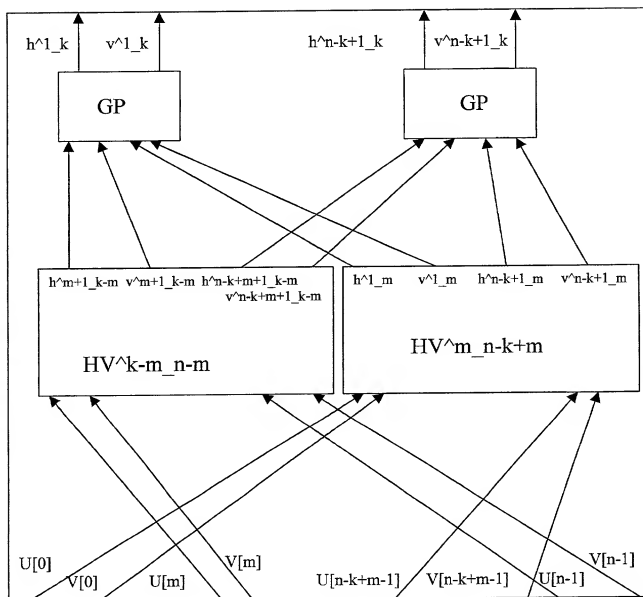 h^1_k
v^1_k
h^n-k+1_k
v^n-k+1_k
GP
GP
h^m+1_k-m
v^m+1_k-m
h^n-k+m+1_k-m
v^n-k+m+1_k-m
h^1_m
v^1_m
h^n-k+1_m
v^n-k+1_m
HV^k-m_n-m
HV^m_n-k+m
U[0]
V[0]
U[m]
V[m]
U[n-k+m-1]
V[n-k+m-1]
U[n-1]
V[n-1]